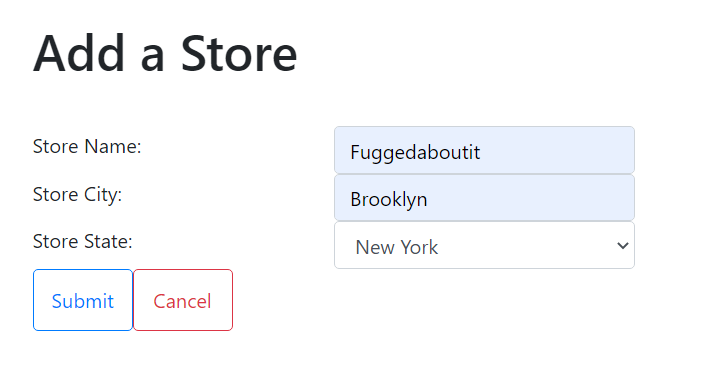 Add a Store
Store Name: Fuggedaboutit
Store City: Brooklyn
Store State: New York
Submit Cancel